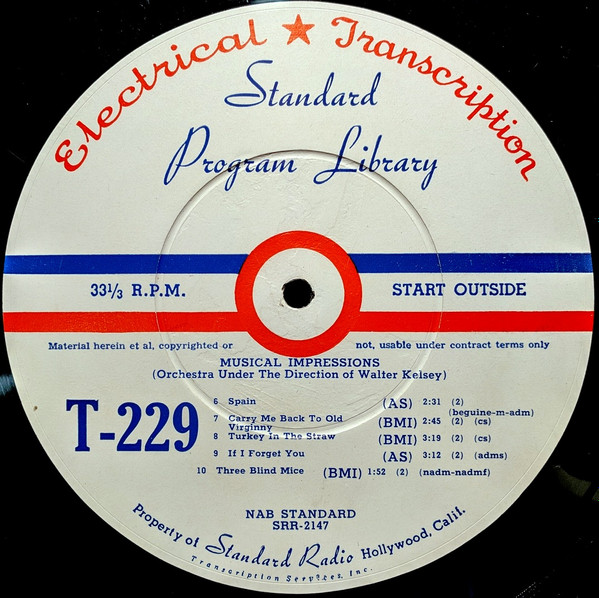 Electrical ★ Transcription
Standard
Program Library
33⅓ R.P.M. START OUTSIDE
Material herein et al, copyrighted or not, usable under contract terms only
MUSICAL IMPRESSIONS
(Orchestra Under The Direction of Walter Kelsey)
T-229
6 Spain (AS) 2:31 (2)
(beguine-m-adm)
7 Carry Me Back To Old
Virginny (BMI) 2:45 (2) (cs)
8 Turkey In The Straw (BMI) 3:19 (2) (cs)
9 If I Forget You (AS) 3:12 (2) (adms)
10 Three Blind Mice (BMI) 1:52 (2) (nadm-nadmf)
NAB STANDARD
SRR-2147
Property of Standard Radio Hollywood, Calif.
Transcription Services, Inc.